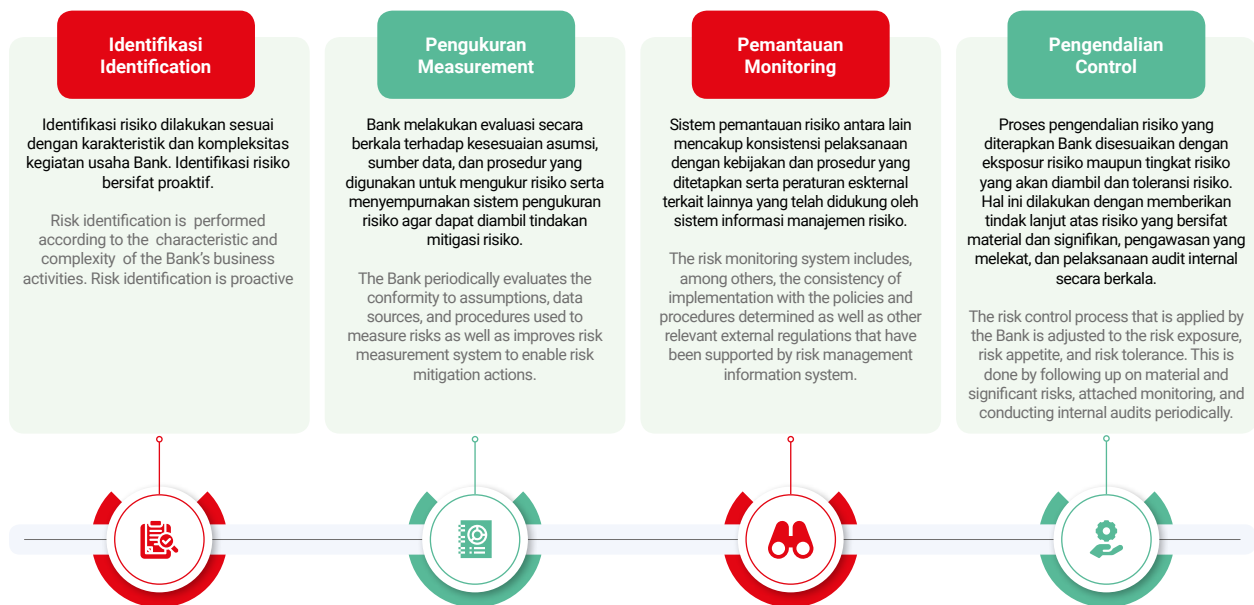 Identifikasi
Identification
Identifikasi risiko dilakukan sesuai
dengan karakteristik dan kompleksitas
kegiatan usaha Bank. Identifikasi risiko
bersifat proaktif.
Risk identification is performed
according to the characteristic and
complexity of the Bank's business
activities. Risk identification is proactive
Pengukuran
Measurement
Bank melakukan evaluasi secara
berkala terhadap kesesuaian asumsi,
sumber data, dan prosedur yang
digunakan untuk mengukur risiko serta
menyempurnakan sistem pengukuran
risiko agar dapat diambil tindakan
mitigasi risiko.
The Bank periodically evaluates the
conformity to assumptions, data
sources, and procedures used to
measure risks as well as improves risk
measurement system to enable risk
mitigation actions.
Pemantauan
Monitoring
Sistem pemantauan risiko antara lain
mencakup konsistensi pelaksanaan
dengan kebijakan dan prosedur yang
ditetapkan serta peraturan eskternal
terkait lainnya yang telah didukung oleh
sistem informasi manajemen risiko.
The risk monitoring system includes,
among others, the consistency of
implementation with the policies and
procedures determined as well as other
relevant external regulations that have
been supported by risk management
information system.
Pengendalian
Control
Proses pengendalian risiko yang
diterapkan Bank disesuaikan dengan
eksposur risiko maupun tingkat risiko
yang akan diambil dan toleransi risiko.
Hal ini dilakukan dengan memberikan
tindak lanjut atas risiko yang bersifat
material dan signifikan, pengawasan yang
melekat, dan pelaksanaan audit internal
secara berkala.
The risk control process that is applied by
the Bank is adjusted to the risk exposure,
risk appetite, and risk tolerance. This is
done by following up on material and
significant risks, attached monitoring, and
conducting internal audits periodically.